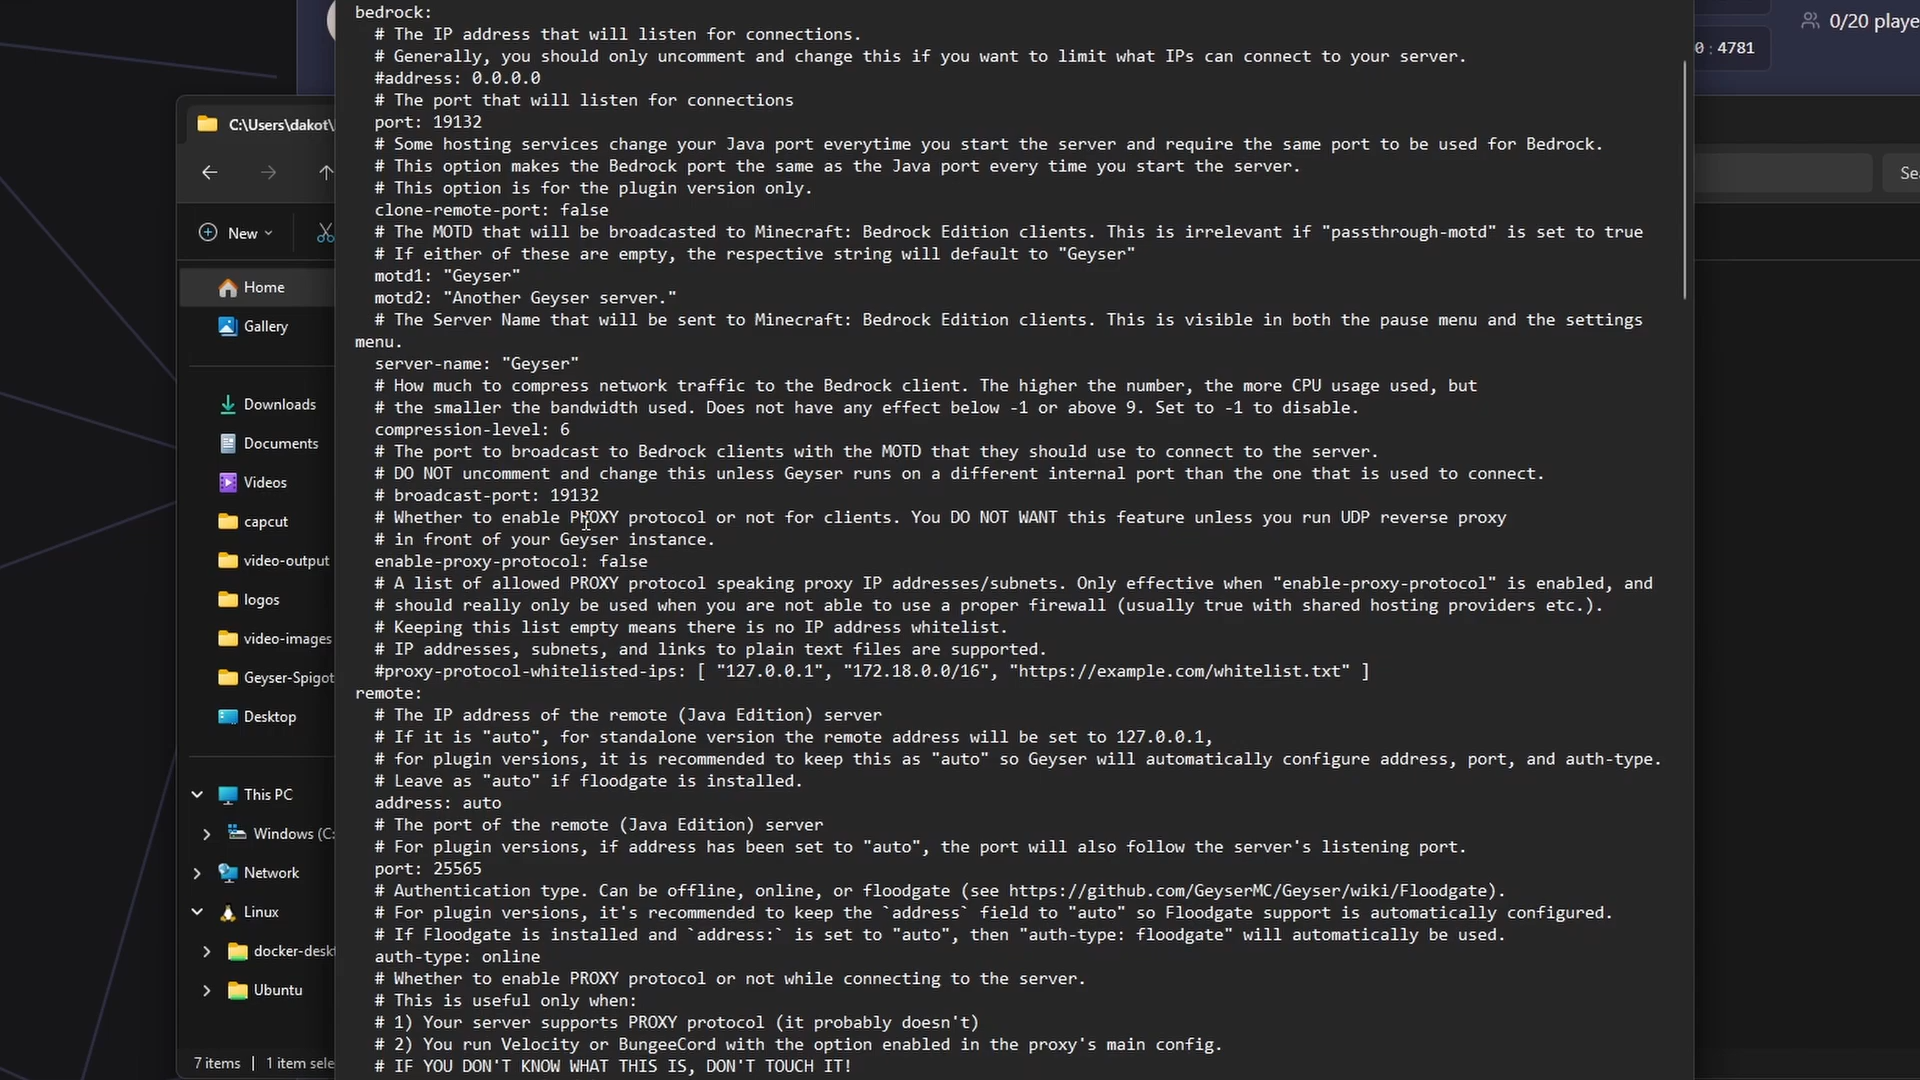 bedrock:
# The IP address that will listen for connections.
# Generally, you should only uncomment and change this if you want to limit what IPs can connect to your server.
#address: 0.0.0.0
# The port that will listen for connections
port: 19132
# Some hosting services change your Java port everytime you start the server and require the same port to be used for Bedrock.
# This option makes the Bedrock port the same as the Java port every time you start the server.
# This option is for the plugin version only.
clone-remote-port: false
# The MOTD that will be broadcasted to Minecraft: Bedrock Edition clients. This is irrelevant if "passthrough-motd" is set to true
# If either of these are empty, the respective string will default to "Geyser"
motd1: "Geyser"
motd2: "Another Geyser server."
# The Server Name that will be sent to Minecraft: Bedrock Edition clients. This is visible in both the pause menu and the settings
menu.
server-name: "Geyser"
# How much to compress network traffic to the Bedrock client. The higher the number, the more CPU usage used, but
# the smaller the bandwidth used. Does not have any effect below -1 or above 9. Set to -1 to disable.
compression-level: 6
# The port to broadcast to Bedrock clients with the MOTD that they should use to connect to the server.
# DO NOT uncomment and change this unless Geyser runs on a different internal port than the one that is used to connect.
# broadcast-port: 19132
# Whether to enable PROXY protocol or not for clients. You DO NOT WANT this feature unless you run UDP reverse proxy
# in front of your Geyser instance.
enable-proxy-protocol: false
# A list of allowed PROXY protocol speaking proxy IP addresses/subnets. Only effective when "enable-proxy-protocol" is enabled, and
# should really only be used when you are not able to use a proper firewall (usually true with shared hosting providers etc.).
# Keeping this list empty means there is no IP address whitelist.
# IP addresses, subnets, and links to plain text files are supported.
#proxy-protocol-whitelisted-ips: [ "127.0.0.1", "172.18.0.0/16", "https://example.com/whitelist.txt" ]
remote:
# The IP address of the remote (Java Edition) server
# If it is "auto", for standalone version the remote address will be set to 127.0.0.1,
# for plugin versions, it is recommended to keep this as "auto" so Geyser will automatically configure address, port, and auth-type.
# Leave as "auto" if floodgate is installed.
address: auto
# The port of the remote (Java Edition) server
# For plugin versions, if address has been set to "auto", the port will also follow the server's listening port.
port: 25565
# Authentication type. Can be offline, online, or floodgate (see https://github.com/GeyserMC/Geyser/wiki/Floodgate).
# For plugin versions, it's recommended to keep the `address` field to "auto" so Floodgate support is automatically configured.
# If Floodgate is installed and `address:` is set to "auto", then "auth-type: floodgate" will automatically be used.
auth-type: online
# Whether to enable PROXY protocol or not while connecting to the server.
# This is useful only when:
# 1) Your server supports PROXY protocol (it probably doesn't)
# 2) You run Velocity or BungeeCord with the option enabled in the proxy's main config.
# IF YOU DON'T KNOW WHAT THIS IS, DON'T TOUCH IT!
C:\Users\dakot\
New
Home
Gallery
Downloads
Documents
Videos
capcut
video-output
logos
video-images
Geyser-Spigot
Desktop
This PC
Windows (C:
Network
Linux
docker-deskt
Ubuntu
7 items
1 item sele
0/20 playe
0 : 4781
Sea